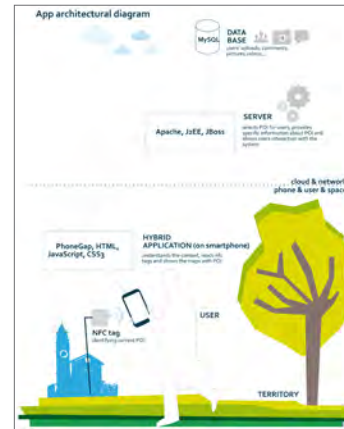 App architectural diagram
MySQL
DATA
BASE
users' uploads, comments,
pictures, videos...
SERVER
selects POI for users, provides
specific information about POI and
allows users interaction with the
system
Apache, J2EE, JBoss
cloud & network
phone & user & space
HYBRID
APPLICATION (on smartphone)
understands the context, reads nfc
tags and shows the maps with POI
PhoneGap, HTML,
JavaScript, CSS3
NFC tag
identifying current POI
USER
TERRITORY